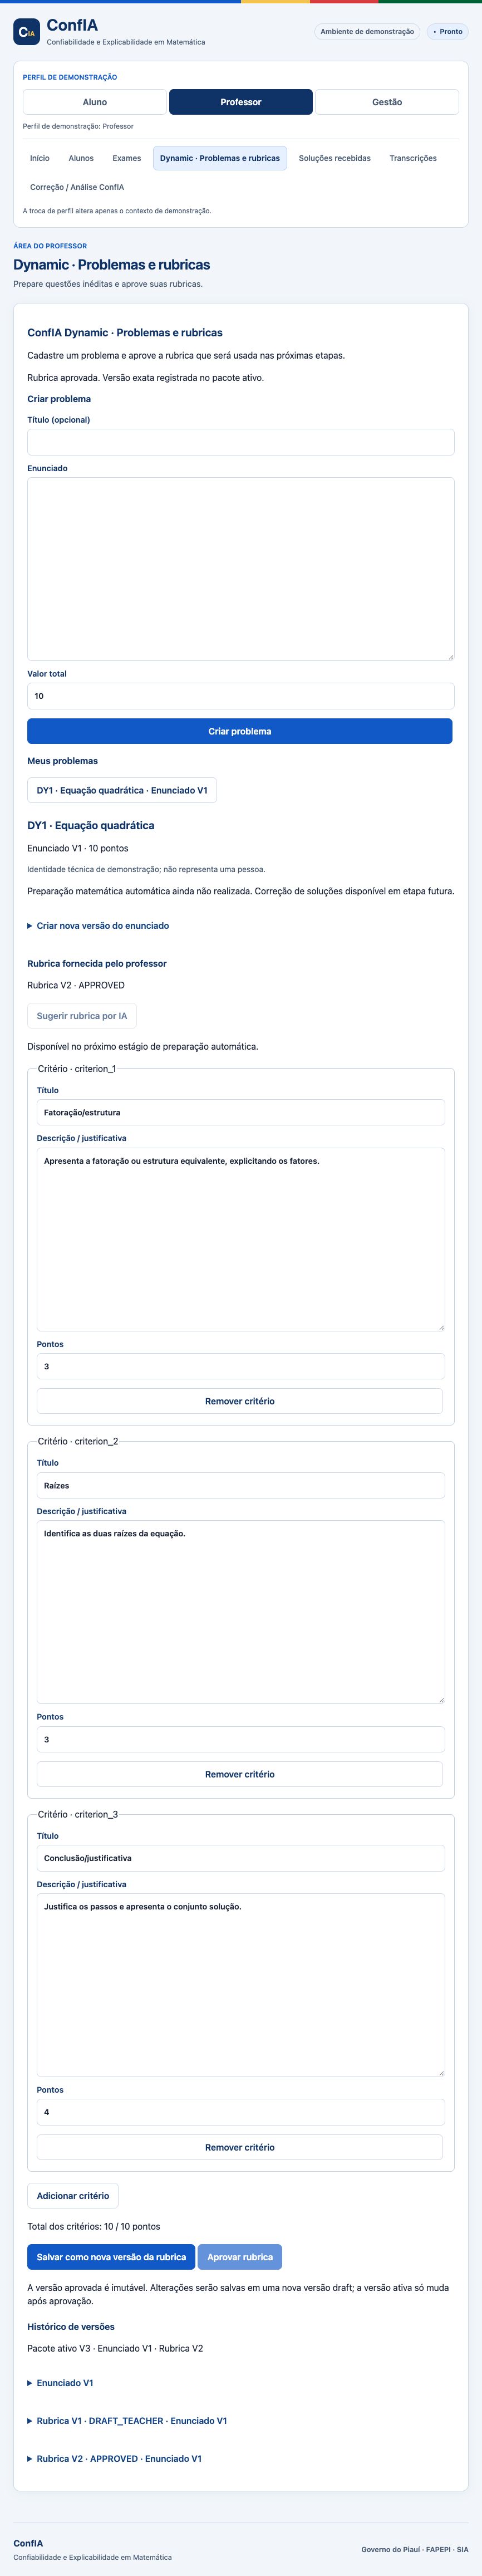 CIA
ConfIA
Confiabilidade e Explicabilidade em Matemática
Ambiente de demonstração
• Pronto
PERFIL DE DEMONSTRAÇÃO
Aluno
Professor
Gestão
Perfil de demonstração: Professor
Início
Alunos
Exames
Dynamic · Problemas e rubricas
Soluções recebidas
Transcrições
Correção / Análise ConfIA
A troca de perfil altera apenas o contexto de demonstração.
ÁREA DO PROFESSOR
Dynamic · Problemas e rubricas
Prepare questões inéditas e aprove suas rubricas.
ConfIA Dynamic · Problemas e rubricas
Cadastre um problema e aprove a rubrica que será usada nas próximas etapas.
Rubrica aprovada. Versão exata registrada no pacote ativo.
Criar problema
Título (opcional)
Enunciado
Valor total
10
Criar problema
Meus problemas
DY1 · Equação quadrática · Enunciado V1
DY1 · Equação quadrática
Enunciado V1 · 10 pontos
Identidade técnica de demonstração; não representa uma pessoa.
Preparação matemática automática ainda não realizada. Correção de soluções disponível em etapa futura.
▶ Criar nova versão do enunciado
Rubrica fornecida pelo professor
Rubrica V2 · APPROVED
Sugerir rubrica por IA
Disponível no próximo estágio de preparação automática.
Critério · criterion_1
Título
Fatoração/estrutura
Descrição / justificativa
Apresenta a fatoração ou estrutura equivalente, explicitando os fatores.
Pontos
3
Remover critério
Critério · criterion_2
Título
Raízes
Descrição / justificativa
Identifica as duas raízes da equação.
Pontos
3
Remover critério
Critério · criterion_3
Título
Conclusão/justificativa
Descrição / justificativa
Justifica os passos e apresenta o conjunto solução.
Pontos
4
Remover critério
Adicionar critério
Total dos critérios: 10 / 10 pontos
Salvar como nova versão da rubrica
Aprovar rubrica
A versão aprovada é imutável. Alterações serão salvas em uma nova versão draft; a versão ativa só muda
após aprovação.
Histórico de versões
Pacote ativo V3 · Enunciado V1 · Rubrica V2
▶ Enunciado V1
▶ Rubrica V1 · DRAFT_TEACHER · Enunciado V1
▶ Rubrica V2 · APPROVED · Enunciado V1
ConfIA
Confiabilidade e Explicabilidade em Matemática
Governo do Piauí · FAPEPI · SIA